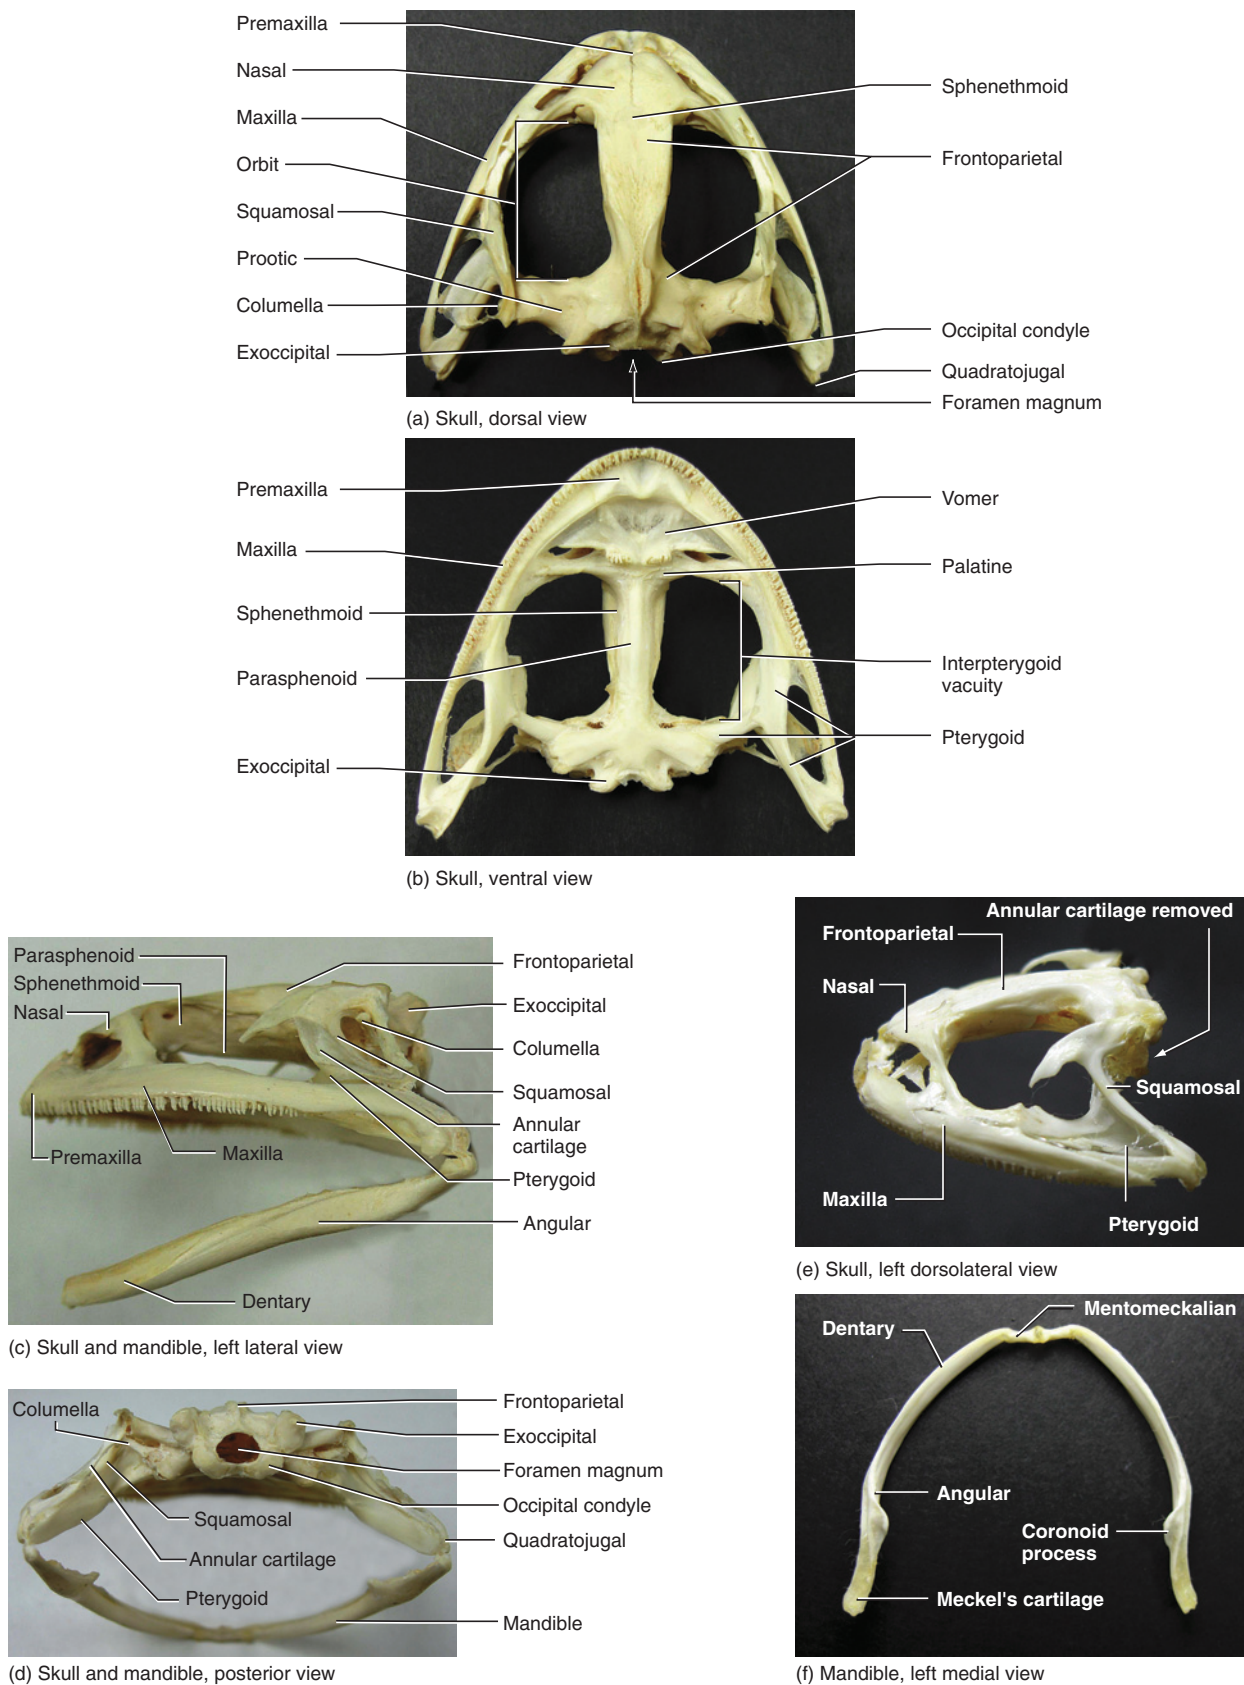 Premaxilla
Nasal
Maxilla
Orbit
Squamosal
Prootic
Columella
Exoccipital
Sphenethmoid
Frontoparietal
Occipital condyle
Quadratojugal
Foramen magnum
(a) Skull, dorsal view
Premaxilla
Maxilla
Sphenethmoid
Parasphenoid
Exoccipital
Vomer
Palatine
Interpterygoid
vacuity
Pterygoid
(b) Skull, ventral view
Parasphenoid
Sphenethmoid
Nasal
Premaxilla
Maxilla
Dentary
Frontoparietal
Exoccipital
Columella
Squamosal
Annular
cartilage
Pterygoid
Angular
(c) Skull and mandible, left lateral view
Columella
Squamosal
Annular cartilage
Pterygoid
Frontoparietal
Exoccipital
Foramen magnum
Occipital condyle
Quadratojugal
Mandible
(d) Skull and mandible, posterior view
Annular cartilage removed
Frontoparietal
Nasal
Squamosal
Maxilla
Pterygoid
(e) Skull, left dorsolateral view
Mentomeckalian
Dentary
Angular
Coronoid
process
Meckel's cartilage
(f) Mandible, left medial view